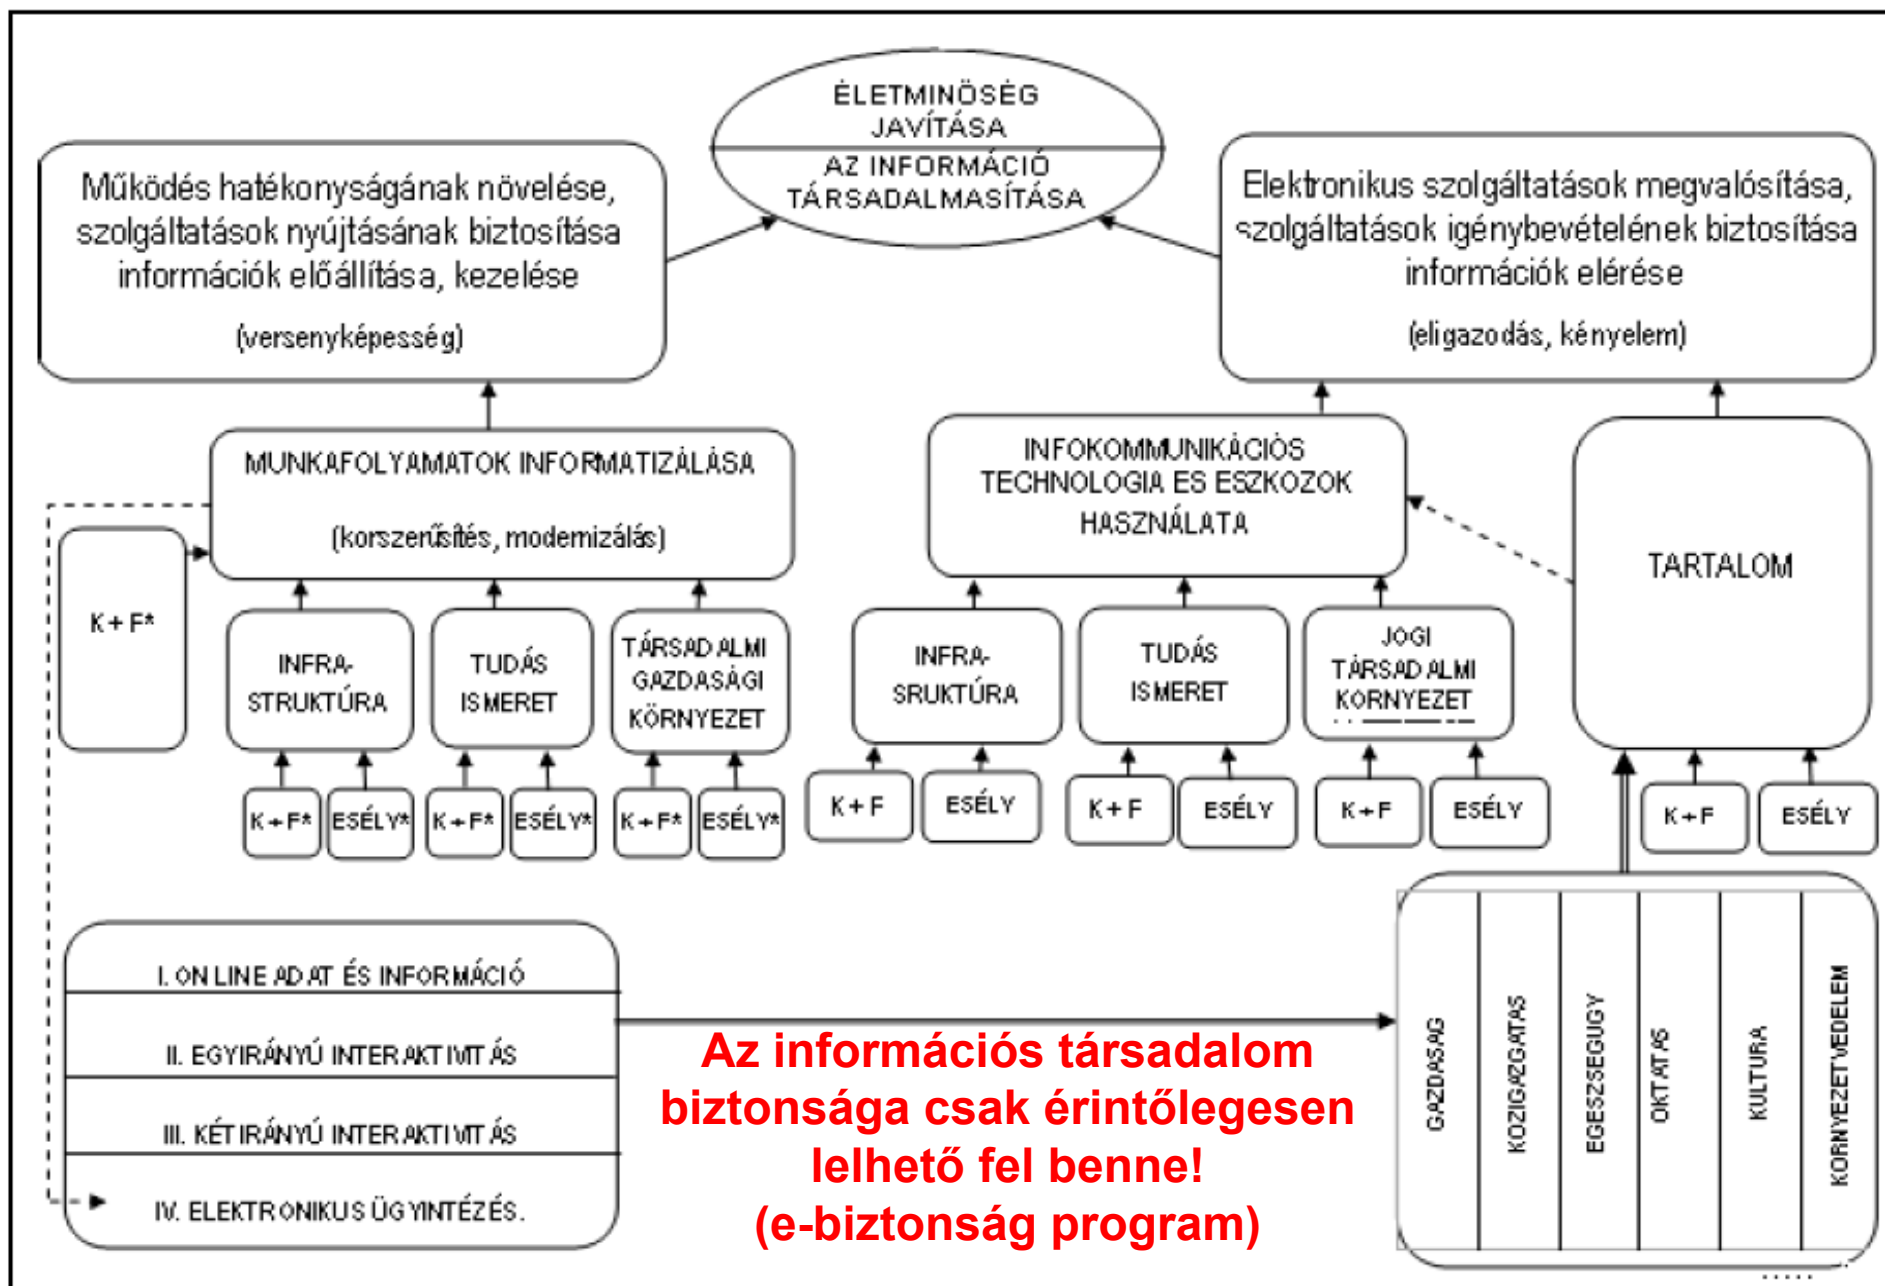 ÉLETMINÖSÉG
JAVÍTÁSA
AZ INFORMÁCIÓ
TÁRSADALMASÍTÁSA
Működés hatékonyságának növelése,
szolgáltatások nyújtásának biztosítása
információk előállítása, kezelése
(versenyképesség)
Elektronikus szolgáltatások megvalósítása,
szolgáltatások igénybevételének biztosítása
információk elérése
(eligazodás, kényelem)
MUNKAFOLYAMATOK INFORMATIZÁLÁSA
(korszerűsítés, modernizálás)
INFOKOMMUNIKÁCIÓS
TECHNOLOGIA ES ESZKOZOK
HASZNÁLATA
TARTALOM
K + F*
INFRA-
STRUKTÚRA
TUDÁS
ISMERET
TÁRSADALMI
GAZDASÁGI
KÖRNYEZET
INFRA-
SRUKTÚRA
TUDÁS
ISMERET
JOGI
TÁRSADALMI
KÖRNYEZET
K + F*
ESÉLY*
K + F*
ESÉLY*
K + F*
ESÉLY*
K + F
ESÉLY
K + F
ESÉLY
K + F
ESÉLY
K + F
ESÉLY
I. ON LINE ADAT ÉS INFORMÁCIÓ
II. EGYIRÁNYÚ INTERAKTIVITÁS
III. KÉTIRÁNYÚ INTERAKTIVITÁS
IV. ELEKTRONIKUS ÜGYINTÉZÉS.
Az információs társadalom
biztonsága csak érintőlegesen
lelhető fel benne!
(e-biztonság program)
GAZDASAG
KOZIGAZGATAS
EGESZSEGUGY
OKTATAS
KULTURA
KORNYEZETVEDELEM